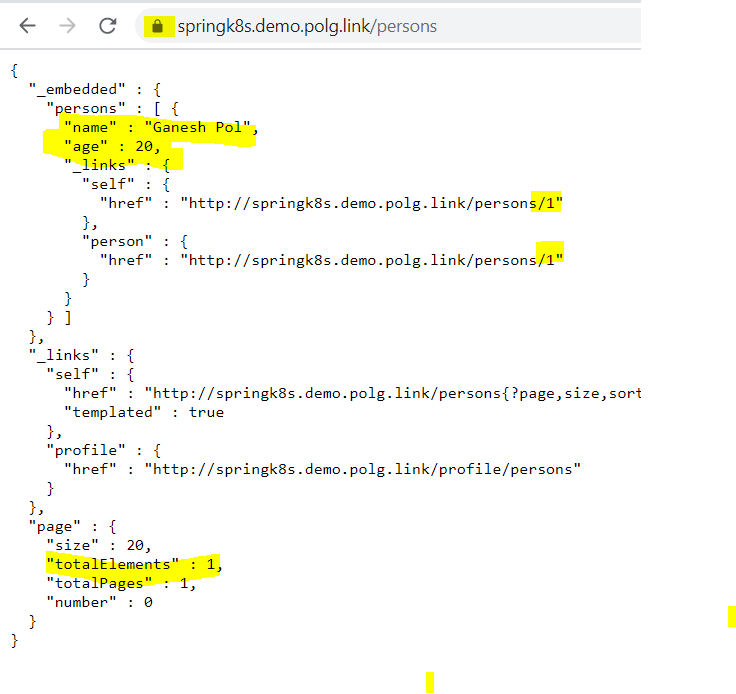 springk8s.demo.polg.link/persons
{
  "_embedded" : {
    "persons" : [ {
      "name" : "Ganesh Pol",
      "age" : 20,
      "_links" : {
        "self" : {
          "href" : "http://springk8s.demo.polg.link/persons/1"
        },
        "person" : {
          "href" : "http://springk8s.demo.polg.link/persons/1"
        }
      }
    } ]
  },
  "_links" : {
    "self" : {
      "href" : "http://springk8s.demo.polg.link/persons{?page,size,sort
      "templated" : true
    },
    "profile" : {
      "href" : "http://springk8s.demo.polg.link/profile/persons"
    }
  },
  "page" : {
    "size" : 20,
    "totalElements" : 1,
    "totalPages" : 1,
    "number" : 0
  }
}